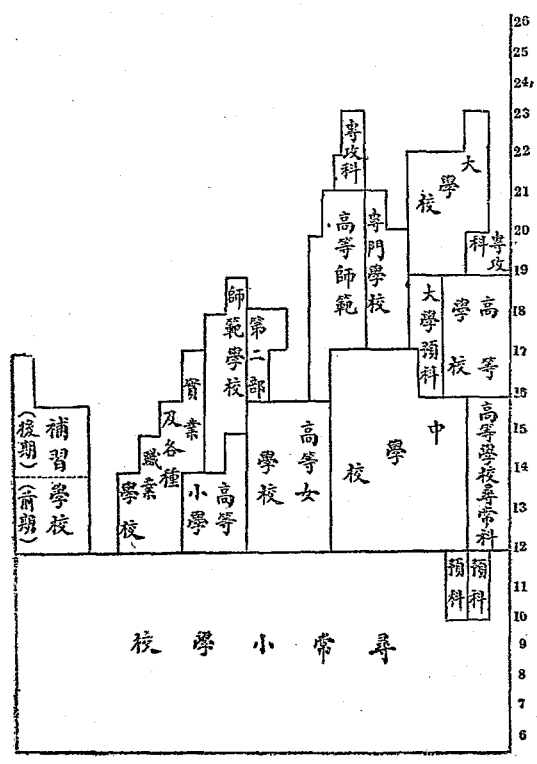 26
25
24
23
22
21
20
19
18
17
16
15
14
13
12
11
10
9
8
7
6
專攻科
大學校
專攻科
高等師範
專門學校
大學預科
高等學校
師範學校
第二部
實業及各種職業學校
高等小學
高等女學校
中學校
高等學校尋常科
補習學校
(後期)
(前期)
預科
預科
尋常小學校